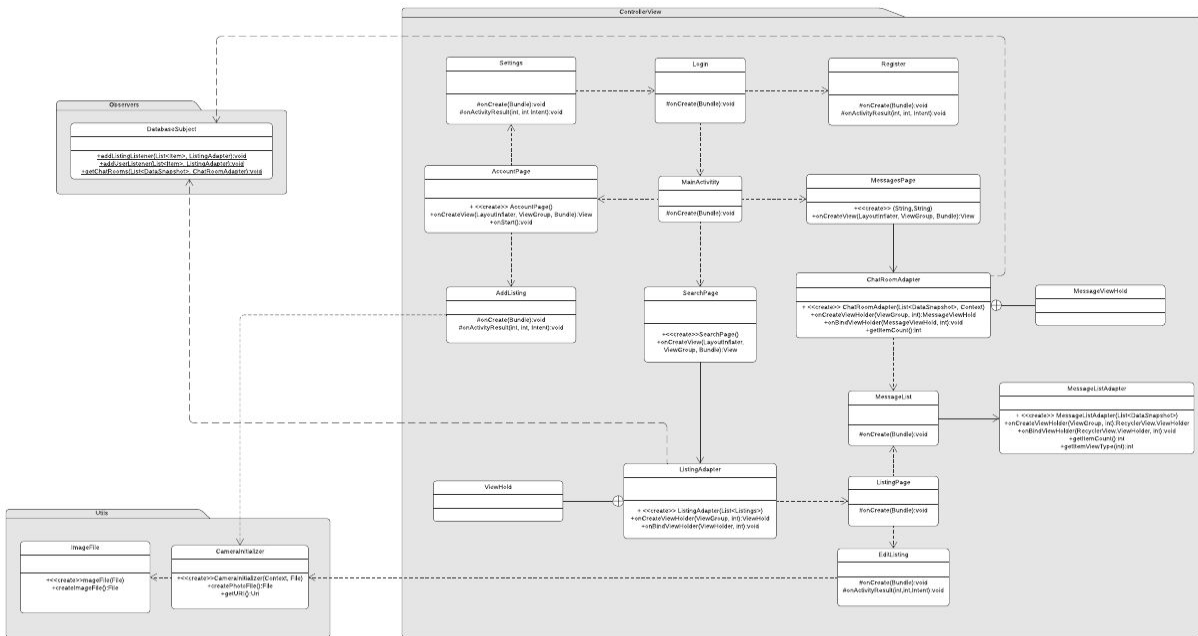 ControllerView
Settings
#onCreate(Bundle):void
#onActivityResult(int, int Intent):void
Login
#onCreate(Bundle):void
Register
#onCreate(Bundle):void
#onActivityResult(int, int, Intent):void
Observers
DatabaseSubject
+addListingListener(List<Item>, ListingAdapter):void
+addUserListener(List<Item>, ListingAdapter):void
+getChatRooms(List<DataSnapshot>, ChatRoomAdapter):void
AccountPage
+ <<create>> AccountPage()
+onCreateView(LayoutInflater, ViewGroup, Bundle):View
+onStart():void
MainActivitity
#onCreate(Bundle):void
MessagesPage
+<<create>> (String,String)
+onCreateView(LayoutInflater, ViewGroup, Bundle):View
AddListing
#onCreate(Bundle):void
#onActivityResult(int, int, Intent):void
SearchPage
+<<create>>SearchPage()
+onCreateView(LayoutInflater,
ViewGroup, Bundle):View
ChatRoomAdapter
+ <<create>> ChatRoomAdapter(List<DataSnapshot>, Context)
+onCreateViewHolder(ViewGroup, int):MessageViewHold
+onBindViewHolder(MessageViewHold, int):void
+getItemCount():int
MessageViewHold
MessageList
#onCreate(Bundle):void
MessageListAdapter
+ <<create>> MessageListAdapter(List<DataSnapshot>)
+onCreateViewHolder(ViewGroup, int):RecyclerView.ViewHolder
+onBindViewHolder(RecyclerView.ViewHolder, int):void
+getItemCount():int
+getItemViewType(int):int
ViewHold
ListingAdapter
+ <<create>> ListingAdapter(List<Listings>)
+onCreateViewHolder(ViewGroup, int):ViewHold
+onBindViewHolder(ViewHolder, int):void
ListingPage
#onCreate(Bundle):void
Utils
ImageFile
+<<create>>ImageFile(File)
+createImageFile():File
CameraInitializer
+<<create>>CameraInitializer(Context, File)
+createPhotoFile():File
+getURI():Uri
EditListing
#onCreate(Bundle):void
#onActivityResult(int,int,Intent):void